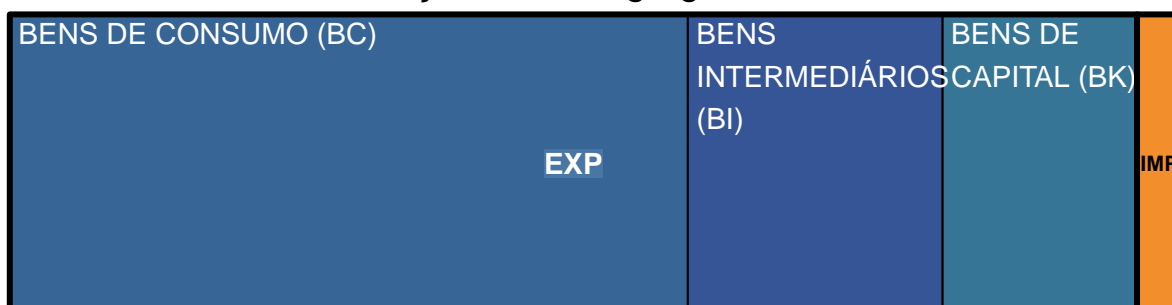 BENS DE CONSUMO (BC)
BENS
INTERMEDIÁRIOS
(BI)
BENS DE
CAPITAL (BK)
EXP